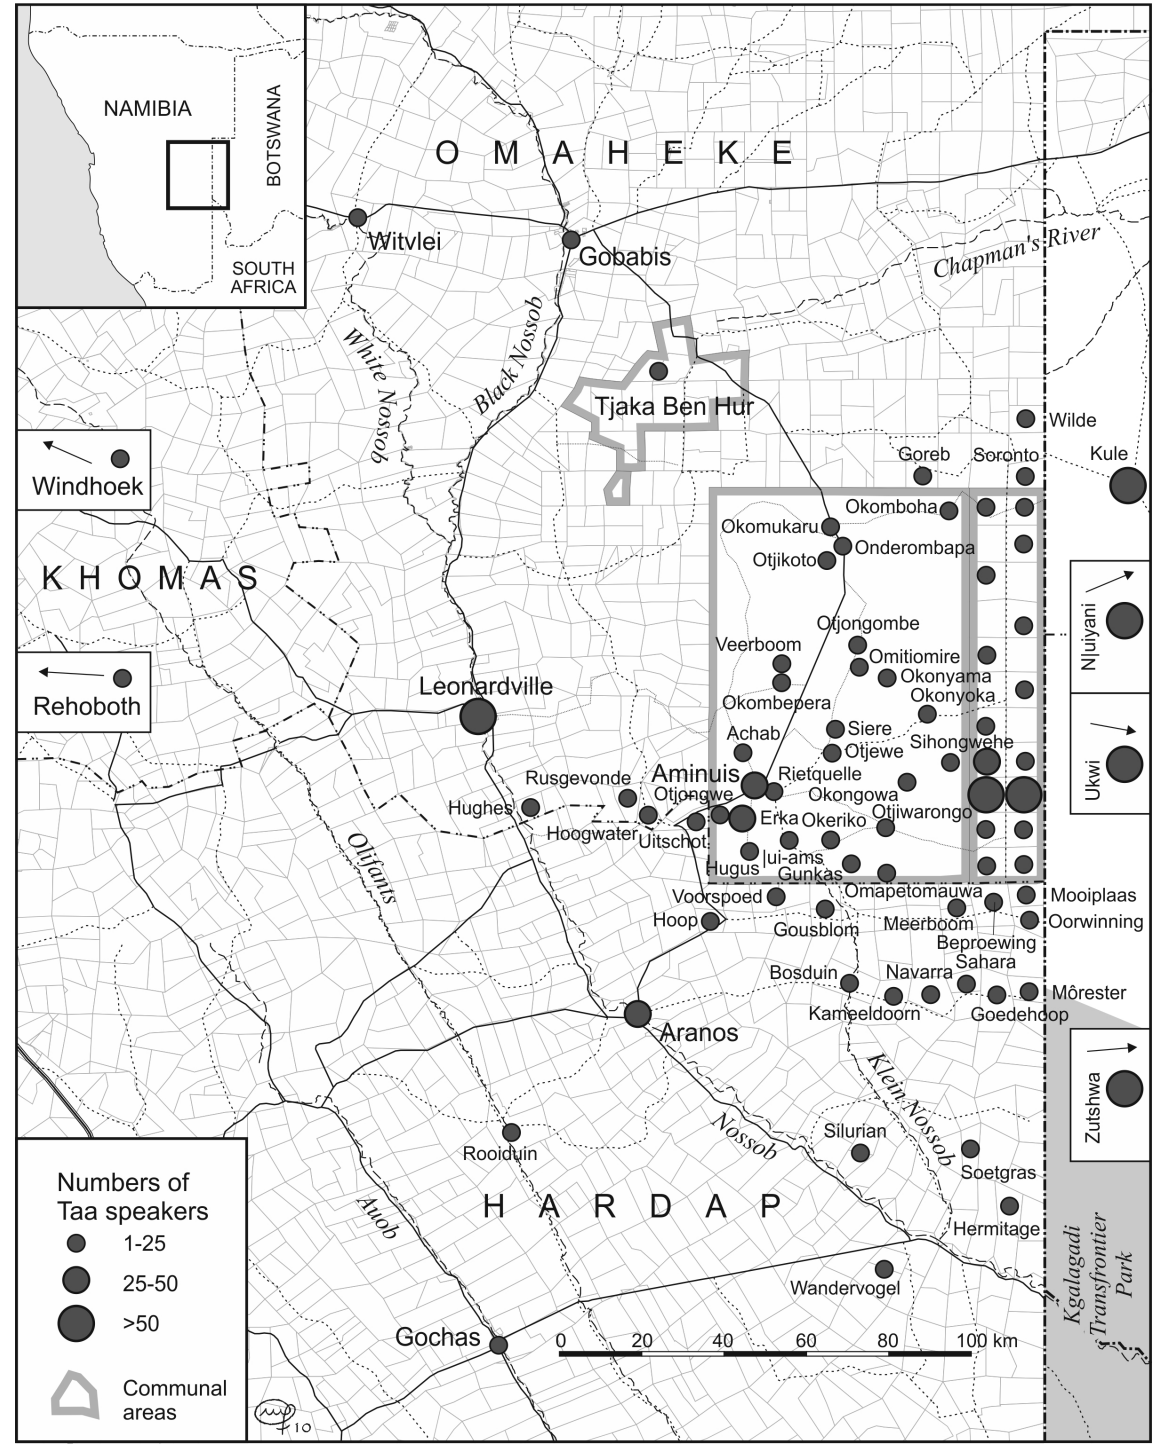 NAMIBIA
BOTSWANA
SOUTH
AFRICA
O M A H E K E
Witvlei
Gobabis
Chapman's River
White Nossob
Black Nossob
Tjaka Ben Hur
Wilde
Goreb
Soronto
Kule
Windhoek
Okomboha
Okomukaru
Onderombapa
Otjikoto
K H O M A S
N|uiyani
Otjongombe
Veerboom
Omitiomire
Okonyama
Okombepera
Okonyoka
Rehoboth
Leonardville
Achab
Siere
Otjewe
Sihongwehe
Ukwi
Rusgevonde
Aminuis
Rietquelle
Otjongwe
Okongowa
Hughes
Hoogwater
Uitschot
Erka
Okeriko
Otjiwarongo
Hugus
|ui-ams
Gunkas
Olifants
Voorspoed
Omapetomauwa
Mooiplaas
Hoop
Gousblom
Meerboom
Oorwinning
Beproewing
Sahara
Bosduin
Navarra
Môrester
Kameeldoorn
Goedehoop
Aranos
Klein Nossob
Zutshwa
Nossob
Silurian
Rooiduin
Soetgras
H A R D A P
Hermitage
Auob
Wandervogel
Kgalagadi
Transfrontier
Park
Gochas
0 20 40 60 80 100 km
Numbers of
Taa speakers
1-25
25-50
>50
Communal
areas
10